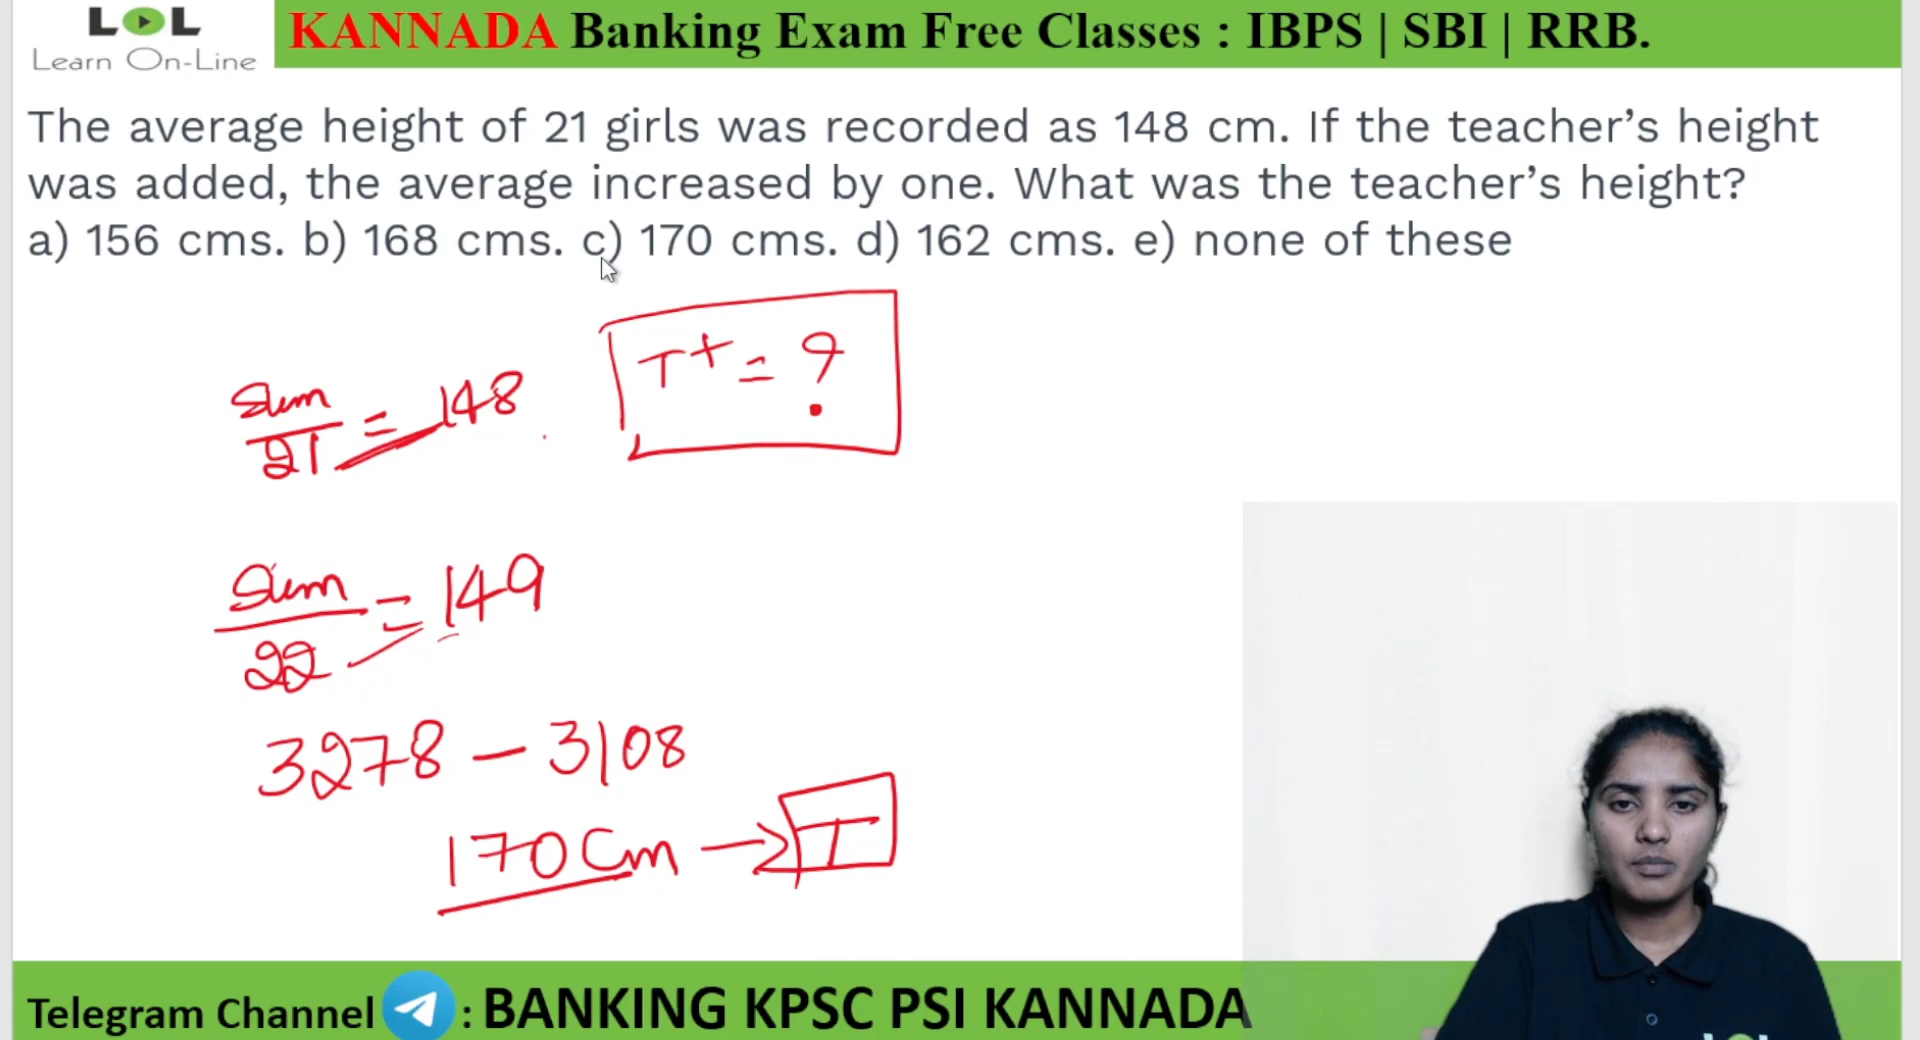 LOL
Learn On-Line
KANNADA Banking Exam Free Classes : IBPS | SBI | RRB.
The average height of 21 girls was recorded as 148 cm. If the teacher’s height
was added, the average increased by one. What was the teacher’s height?
a) 156 cms. b) 168 cms. c) 170 cms. d) 162 cms. e) none of these
T+ = ?
Sum
21 = 148
Sum
22 = 149
3278 - 3108
170 Cm → T
Telegram Channel : BANKING KPSC PSI KANNADA